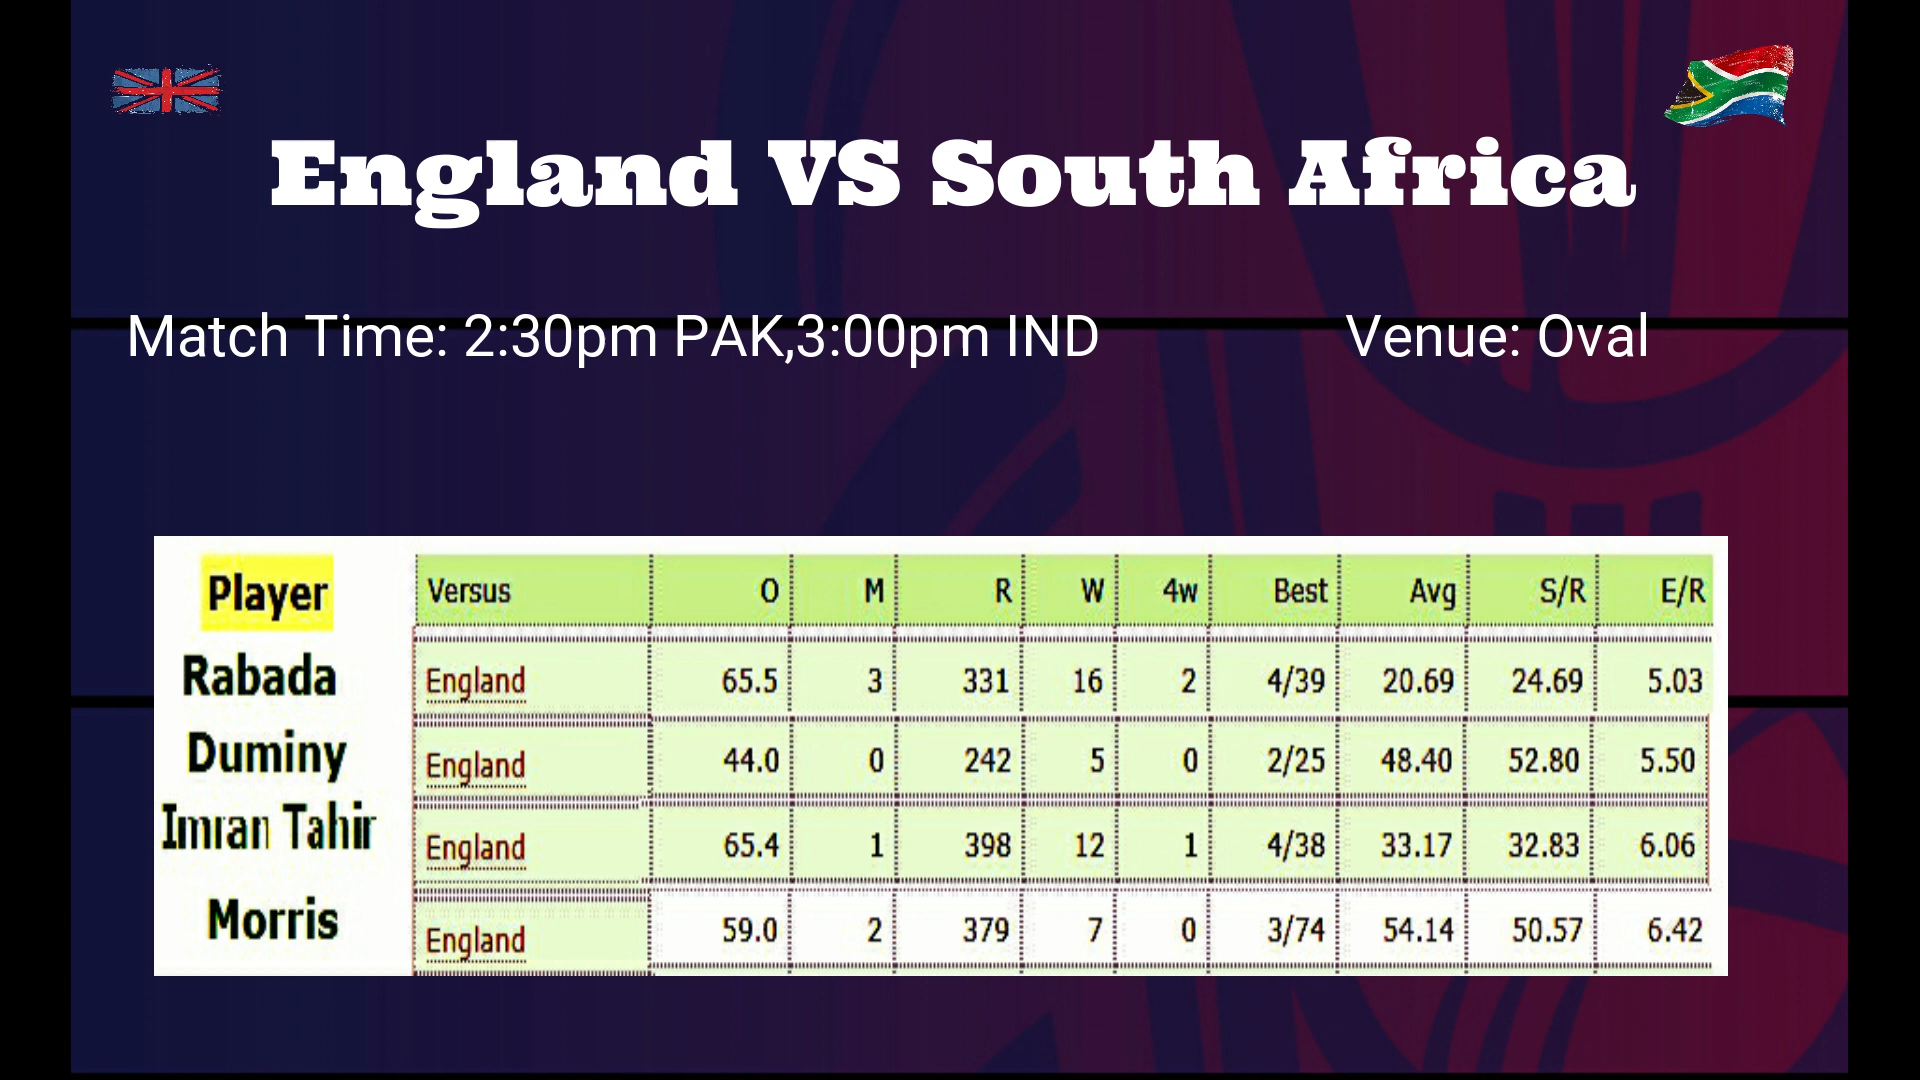 England VS South Africa
Match Time: 2:30pm PAK,3:00pm IND Venue: Oval
Player Versus O M R W 4w Best Avg S/R E/R
Rabada England 65.5 3 331 16 2 4/39 20.69 24.69 5.03
Duminy England 44.0 0 242 5 0 2/25 48.40 52.80 5.50
Imran Tahir England 65.4 1 398 12 1 4/38 33.17 32.83 6.06
Morris England 59.0 2 379 7 0 3/74 54.14 50.57 6.42